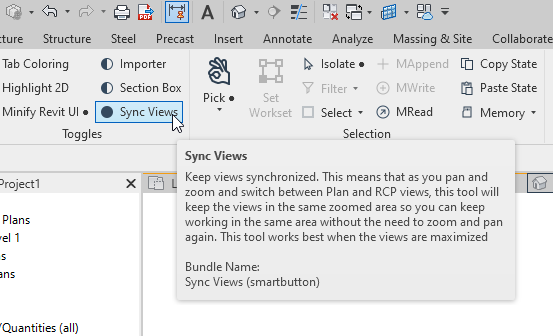 ructure Structure Steel Precast Annotate Analyze Massing & Site Collaborate
Tab Coloring Importer Isolate MAppend Copy State
Highlight 2D Section Box Filter MWrite Paste State
Minify Revit UI Sync Views Pick Set Workset Select MRead Memory
Toggles Selection
Sync Views
Keep views synchronized. This means that as you pan and
zoom and switch between Plan and RCP views, this tool will
keep the views in the same zoomed area so you can keep
working in the same area without the need to zoom and pan
again. This tool works best when the views are maximized
Bundle Name:
Sync Views (smartbutton)
Project1
Plans
vel 1
ns
ans
/Quantities (all)